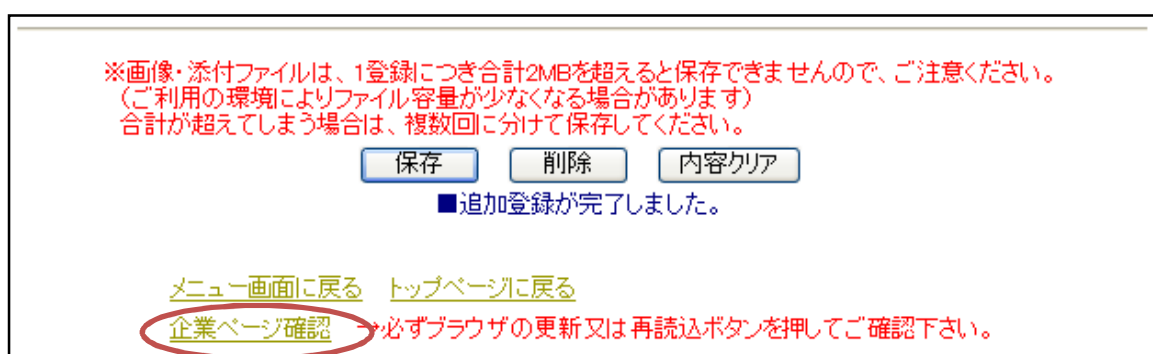 ※画像・添付ファイルは、1登録につき合計2MBを超えると保存できませんので、ご注意ください。
（ご利用の環境によりファイル容量が少なくなる場合があります）
合計が超えてしまう場合は、複数回に分けて保存してください。
保存 削除 内容クリア
■追加登録が完了しました。
メニュー画面に戻る トップページに戻る
企業ページ確認 →必ずブラウザの更新又は再読込ボタンを押してご確認下さい。